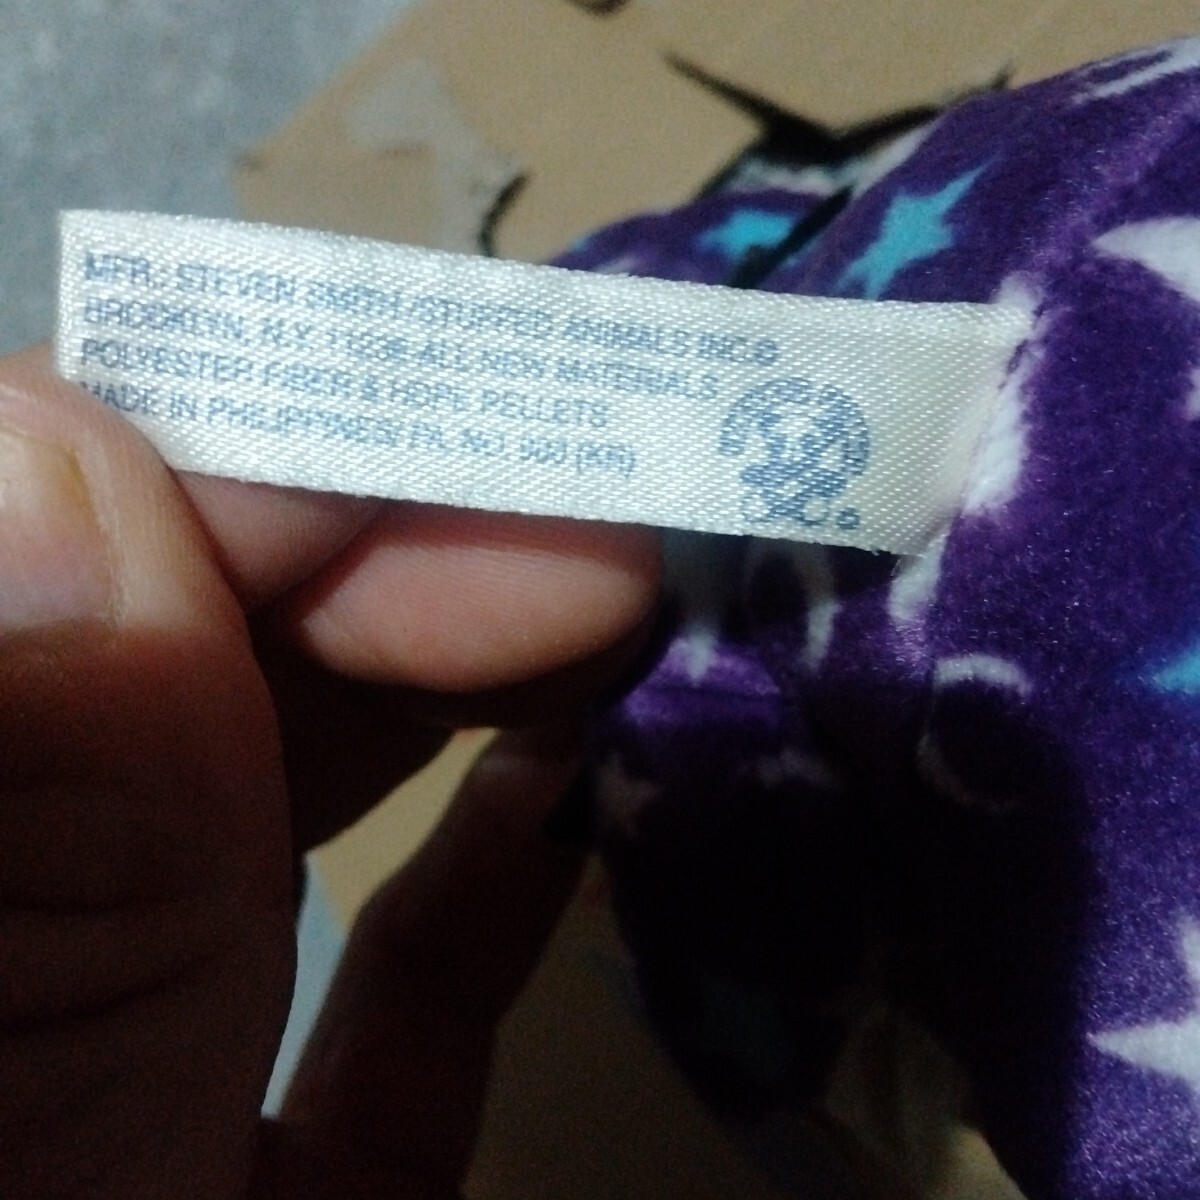 MFR.: STEVEN SMITH/STUFFED ANIMALS INC.©
BROOKLYN, N.Y. 11236 ALL NEW MATERIALS
POLYESTER FIBER & HDPE PELLETS
MADE IN PHILIPPINES/PA. NO. 900 (KR)